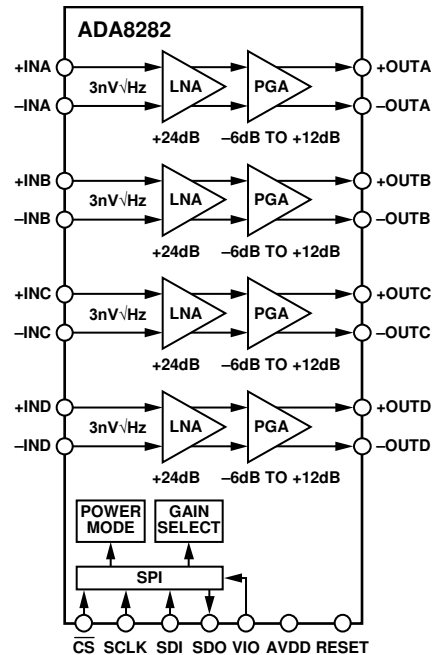 ADA8282
+INA +OUTA
3nV√Hz LNA PGA
–INA –OUTA
+24dB –6dB TO +12dB
+INB +OUTB
3nV√Hz LNA PGA
–INB –OUTB
+24dB –6dB TO +12dB
+INC +OUTC
3nV√Hz LNA PGA
–INC –OUTC
+24dB –6dB TO +12dB
+IND +OUTD
3nV√Hz LNA PGA
–IND –OUTD
+24dB –6dB TO +12dB
POWER GAIN
MODE SELECT
SPI
C̅S̅ SCLK SDI SDO VIO AVDD RESET